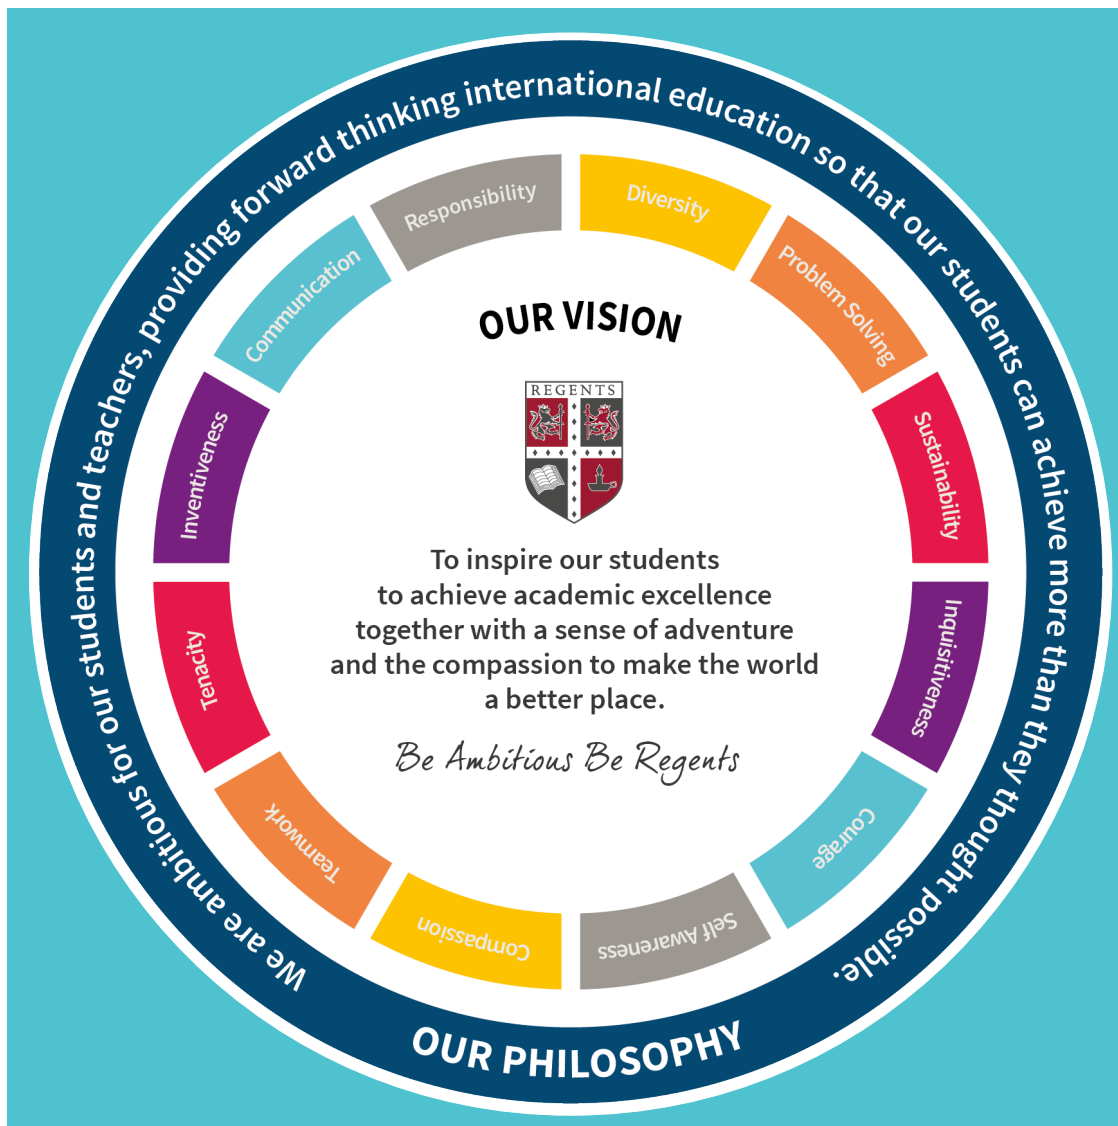 We are ambitious for our students and teachers, providing forward thinking international education so that our students can achieve more than they thought possible.
OUR PHILOSOPHY
Diversity
Problem Solving
Sustainability
Inquisitiveness
Courage
Self Awareness
Compassion
Teamwork
Tenacity
Inventiveness
Communication
Responsibility
OUR VISION
REGENTS
To inspire our students
to achieve academic excellence
together with a sense of adventure
and the compassion to make the world
a better place.
Be Ambitious Be Regents